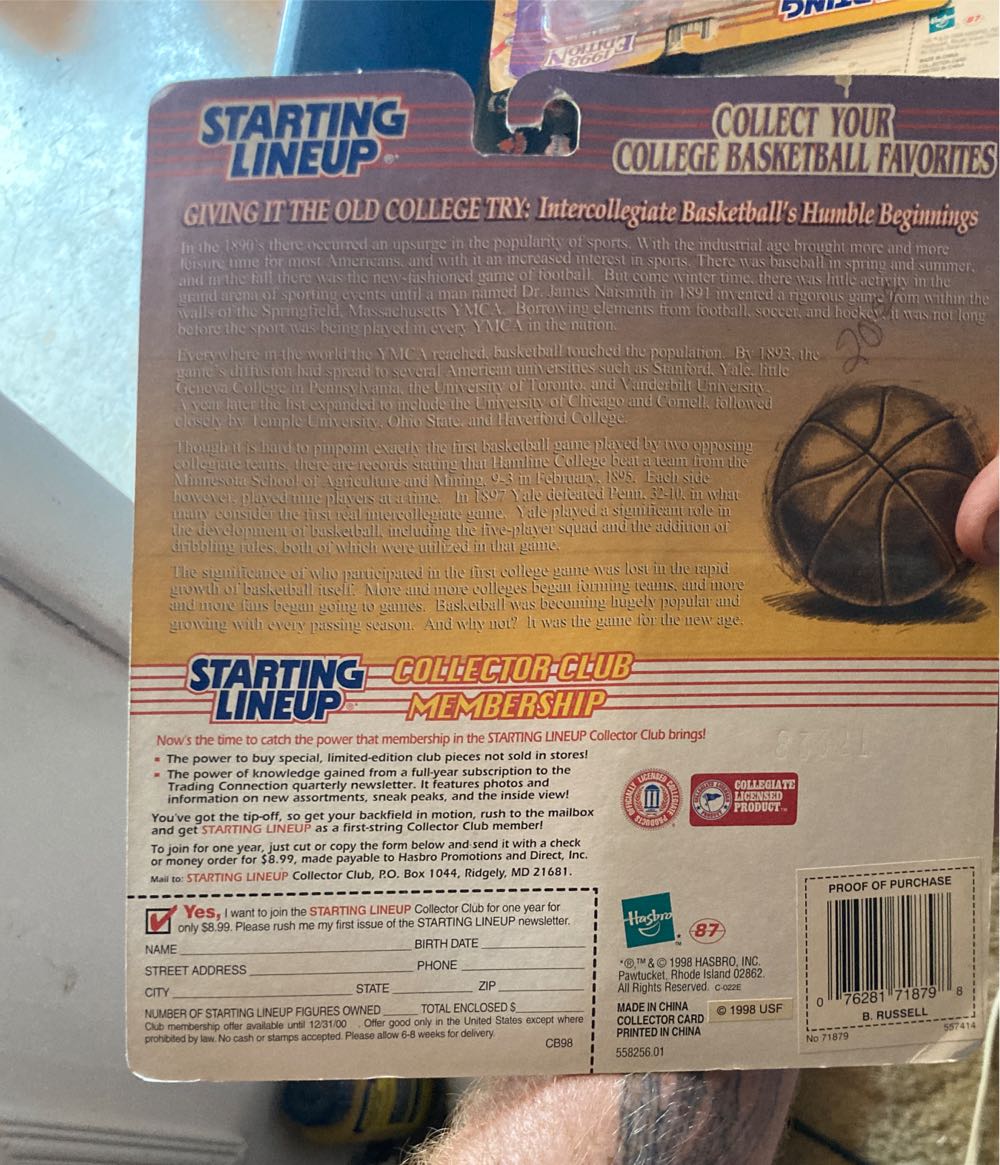 EDITION
1998
STARTING
LINEUP®
COLLECT YOUR
COLLEGE BASKETBALL FAVORITES
GIVING IT THE OLD COLLEGE TRY: Intercollegiate Basketball's Humble Beginnings
In the 1890's there occurred an upsurge in the popularity of sports. With the industrial age brought more and more
leisure time for most Americans, and with it an increased interest in sports. There was baseball in spring and summer,
and in the fall there was the new-fashioned game of football. But come winter time, there was little activity in the
grand arena of sporting events until a man named Dr. James Naismith in 1891 invented a rigorous game from within the
walls of the Springfield, Massachusetts YMCA. Borrowing elements from football, soccer, and hockey, it was not long
before the sport was being played in every YMCA in the nation.
Everywhere in the world the YMCA reached, basketball touched the population. By 1893, the
game's diffusion had spread to several American universities such as Stanford, Yale, little
Geneva College in Pennsylvania, the University of Toronto, and Vanderbilt University.
A year later the list expanded to include the University of Chicago and Cornell, followed
closely by Temple University, Ohio State, and Haverford College.
Though it is hard to pinpoint exactly the first basketball game played by two opposing
collegiate teams, there are records stating that Hamline College beat a team from the
Minnesota School of Agriculture and Mining, 9-3 in February, 1895. Each side
however, played nine players at a time. In 1897 Yale defeated Penn, 32-10, in what
many consider the first real intercollegiate game. Yale played a significant role in
the development of basketball, including the five-player squad and the addition of
dribbling rules, both of which were utilized in that game.
The significance of who participated in the first college game was lost in the rapid
growth of basketball itself. More and more colleges began forming teams, and more
and more fans began going to games. Basketball was becoming hugely popular and
growing with every passing season. And why not? It was the game for the new age.
STARTING
LINEUP®
COLLECTOR CLUB
MEMBERSHIP
Now's the time to catch the power that membership in the STARTING LINEUP Collector Club brings!
▪ The power to buy special, limited-edition club pieces not sold in stores!
▪ The power of knowledge gained from a full-year subscription to the
Trading Connection quarterly newsletter. It features photos and
information on new assortments, sneak peaks, and the inside view!
You've got the tip-off, so get your backfield in motion, rush to the mailbox
and get STARTING LINEUP as a first-string Collector Club member!
To join for one year, just cut or copy the form below and send it with a check
or money order for $8.99, made payable to Hasbro Promotions and Direct, Inc.
Mail to: STARTING LINEUP Collector Club, P.O. Box 1044, Ridgely, MD 21681.
OFFICIALLY LICENSED COLLEGIATE PRODUCTS
COLLEGIATE
LICENSED
PRODUCT™
Yes, I want to join the STARTING LINEUP Collector Club for one year for
only $8.99. Please rush me my first issue of the STARTING LINEUP newsletter.
NAME BIRTH DATE
STREET ADDRESS PHONE
CITY STATE ZIP
NUMBER OF STARTING LINEUP FIGURES OWNED TOTAL ENCLOSED $
Club membership offer available until 12/31/00 . Offer good only in the United States except where
prohibited by law. No cash or stamps accepted. Please allow 6-8 weeks for delivery.
CB98
Hasbro™
87
*®,™ & © 1998 HASBRO, INC.
Pawtucket, Rhode Island 02862.
All Rights Reserved. C-022E
MADE IN CHINA
COLLECTOR CARD
PRINTED IN CHINA
© 1998 USF
558256.01
PROOF OF PURCHASE
0 76281 71879 8
B. RUSSELL
No 71879
557414